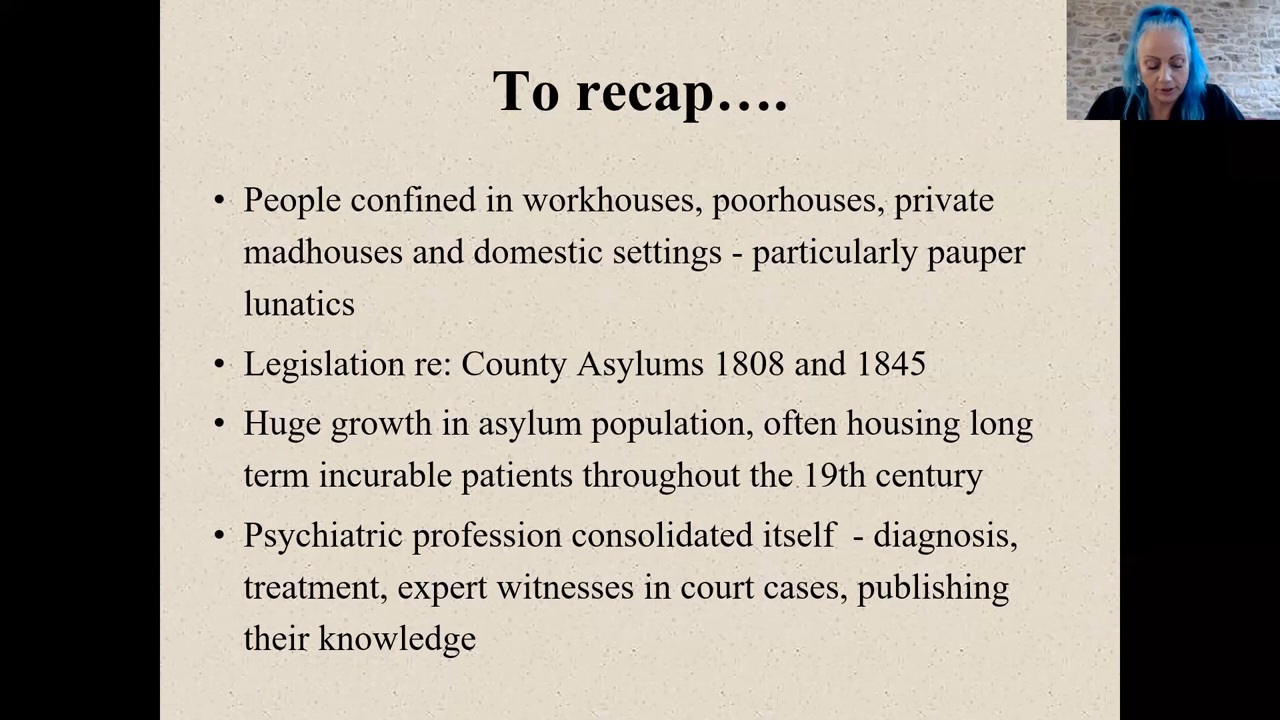 To recap….
• People confined in workhouses, poorhouses, private
madhouses and domestic settings - particularly pauper
lunatics
• Legislation re: County Asylums 1808 and 1845
• Huge growth in asylum population, often housing long
term incurable patients throughout the 19th century
• Psychiatric profession consolidated itself  - diagnosis,
treatment, expert witnesses in court cases, publishing
their knowledge